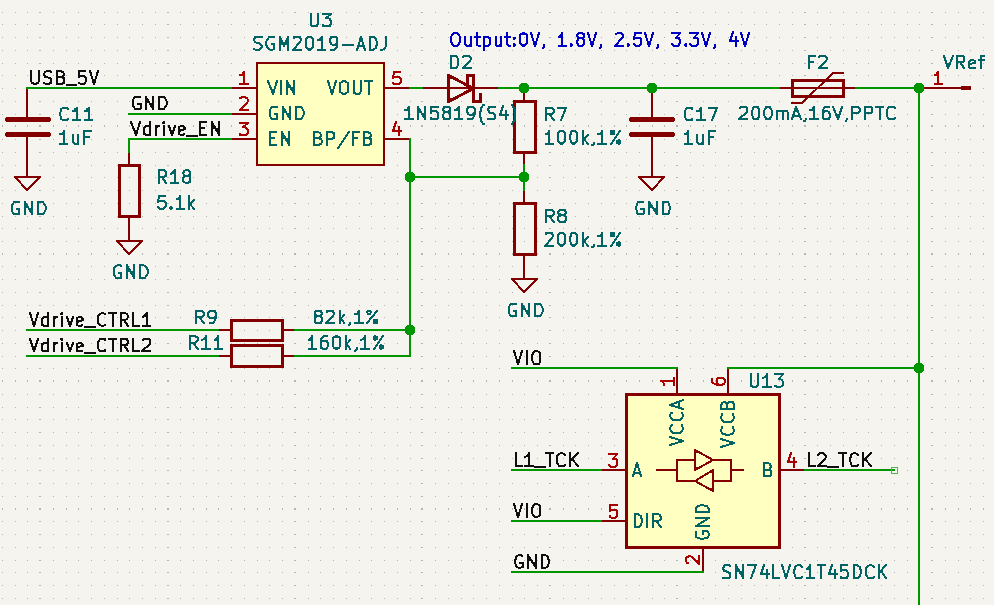 U3
SGM2019-ADJ
Output:0V, 1.8V, 2.5V, 3.3V, 4V
USB_5V
1
VIN
VOUT
5
D2
1N5819(S4)
F2
200mA,16V,PPTC
VRef
1
GND
2
GND
Vdrive_EN
3
EN
BP/FB
4
C11
1uF
GND
R18
5.1k
GND
R7
100k,1%
C17
1uF
GND
R8
200k,1%
GND
Vdrive_CTRL1
R9
82k,1%
Vdrive_CTRL2
R11
160k,1%
VIO
1
6
U13
VCCA
VCCB
L1_TCK
3
A
B
4
L2_TCK
VIO
5
DIR
GND
GND
2
SN74LVC1T45DCK